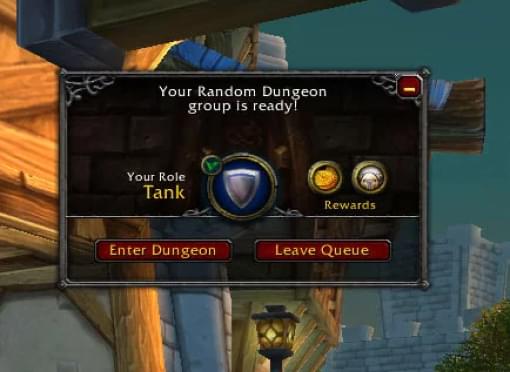 Your Random Dungeon
group is ready!
Your Role
Tank
Rewards
Enter Dungeon
Leave Queue